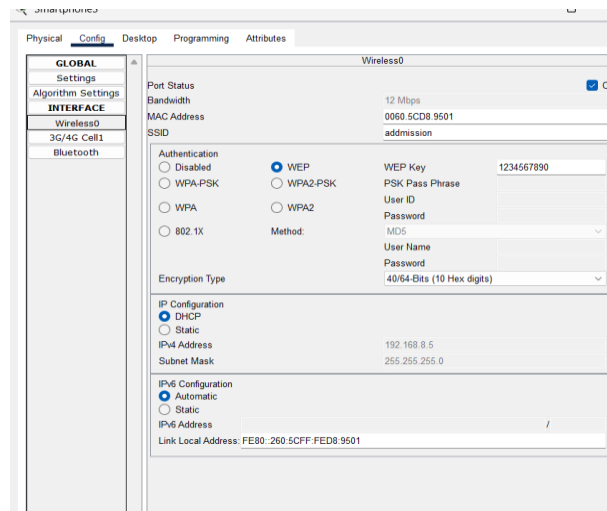 Smartphone3
Physical Config Desktop Programming Attributes
GLOBAL
Settings
Algorithm Settings
INTERFACE
Wireless0
3G/4G Cell1
Bluetooth
Wireless0
Port Status
Bandwidth 12 Mbps
MAC Address 0060.5CD8.9501
SSID addmission
Authentication
Disabled WEP WEP Key 1234567890
WPA-PSK WPA2-PSK PSK Pass Phrase
User ID
WPA WPA2
Password
802.1X Method: MD5
User Name
Password
Encryption Type 40/64-Bits (10 Hex digits)
IP Configuration
DHCP
Static
IPv4 Address 192.168.8.5
Subnet Mask 255.255.255.0
IPv6 Configuration
Automatic
Static
IPv6 Address /
Link Local Address: FE80::260:5CFF:FED8:9501